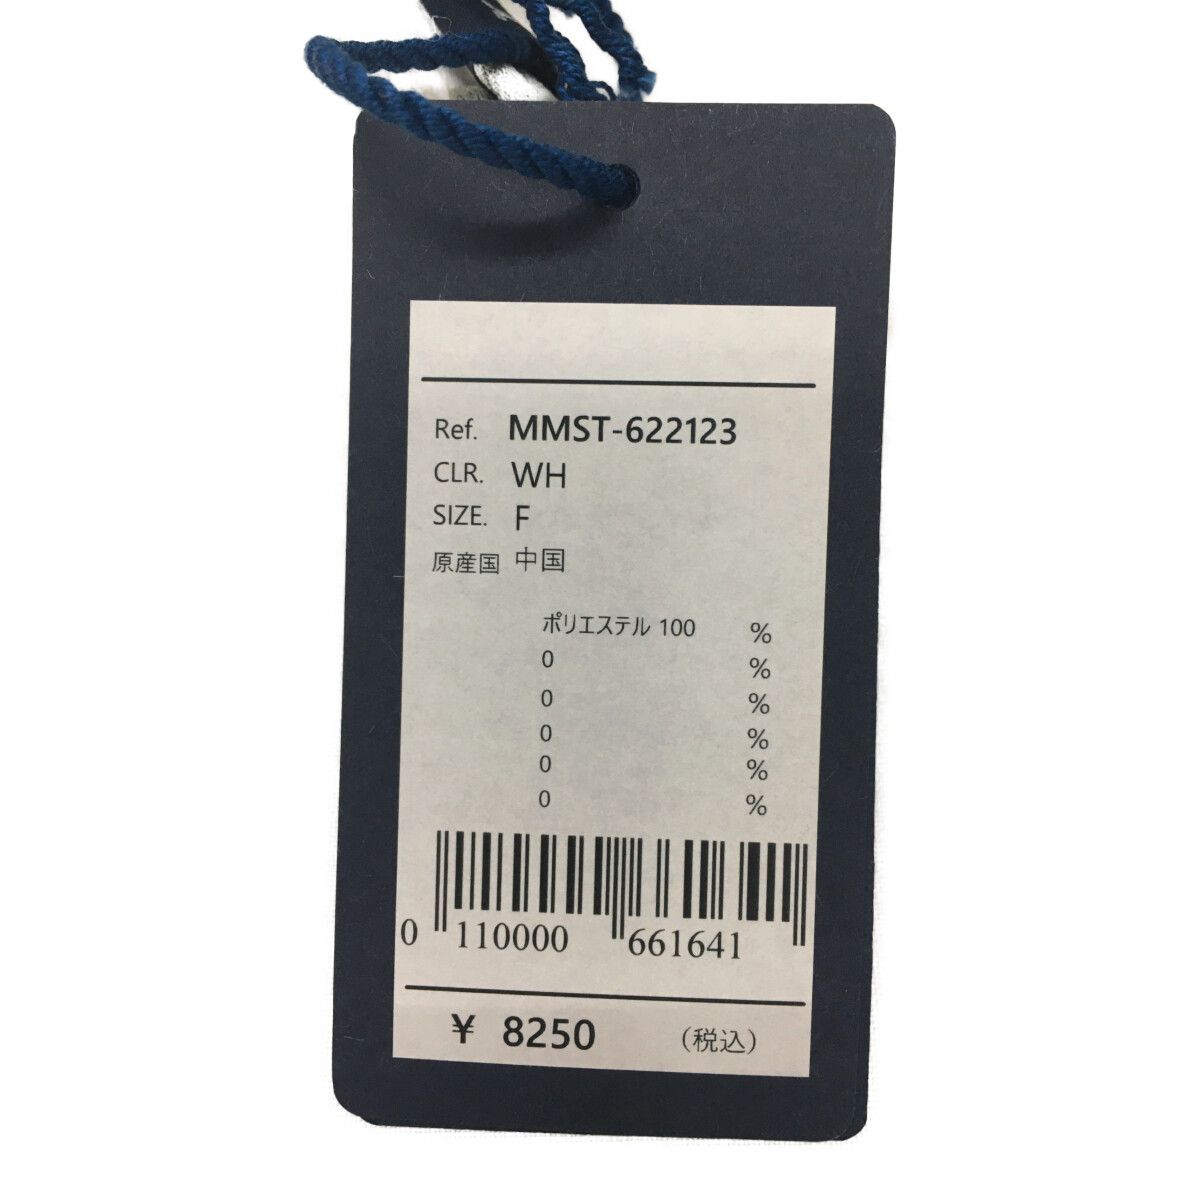 Ref. MMST-622123
CLR. WH
SIZE. F
原産国 中国
ポリエステル 100 %
0 %
0 %
0 %
0 %
0 %
0 110000 661641
¥ 8250 （税込）